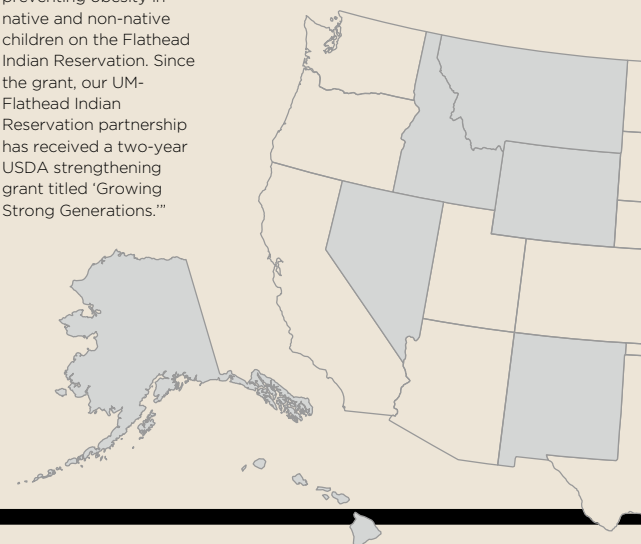 preventing obesity in
native and non-native
children on the Flathead
Indian Reservation. Since
the grant, our UM-
Flathead Indian
Reservation partnership
has received a two-year
USDA strengthening
grant titled ‘Growing
Strong Generations.’”